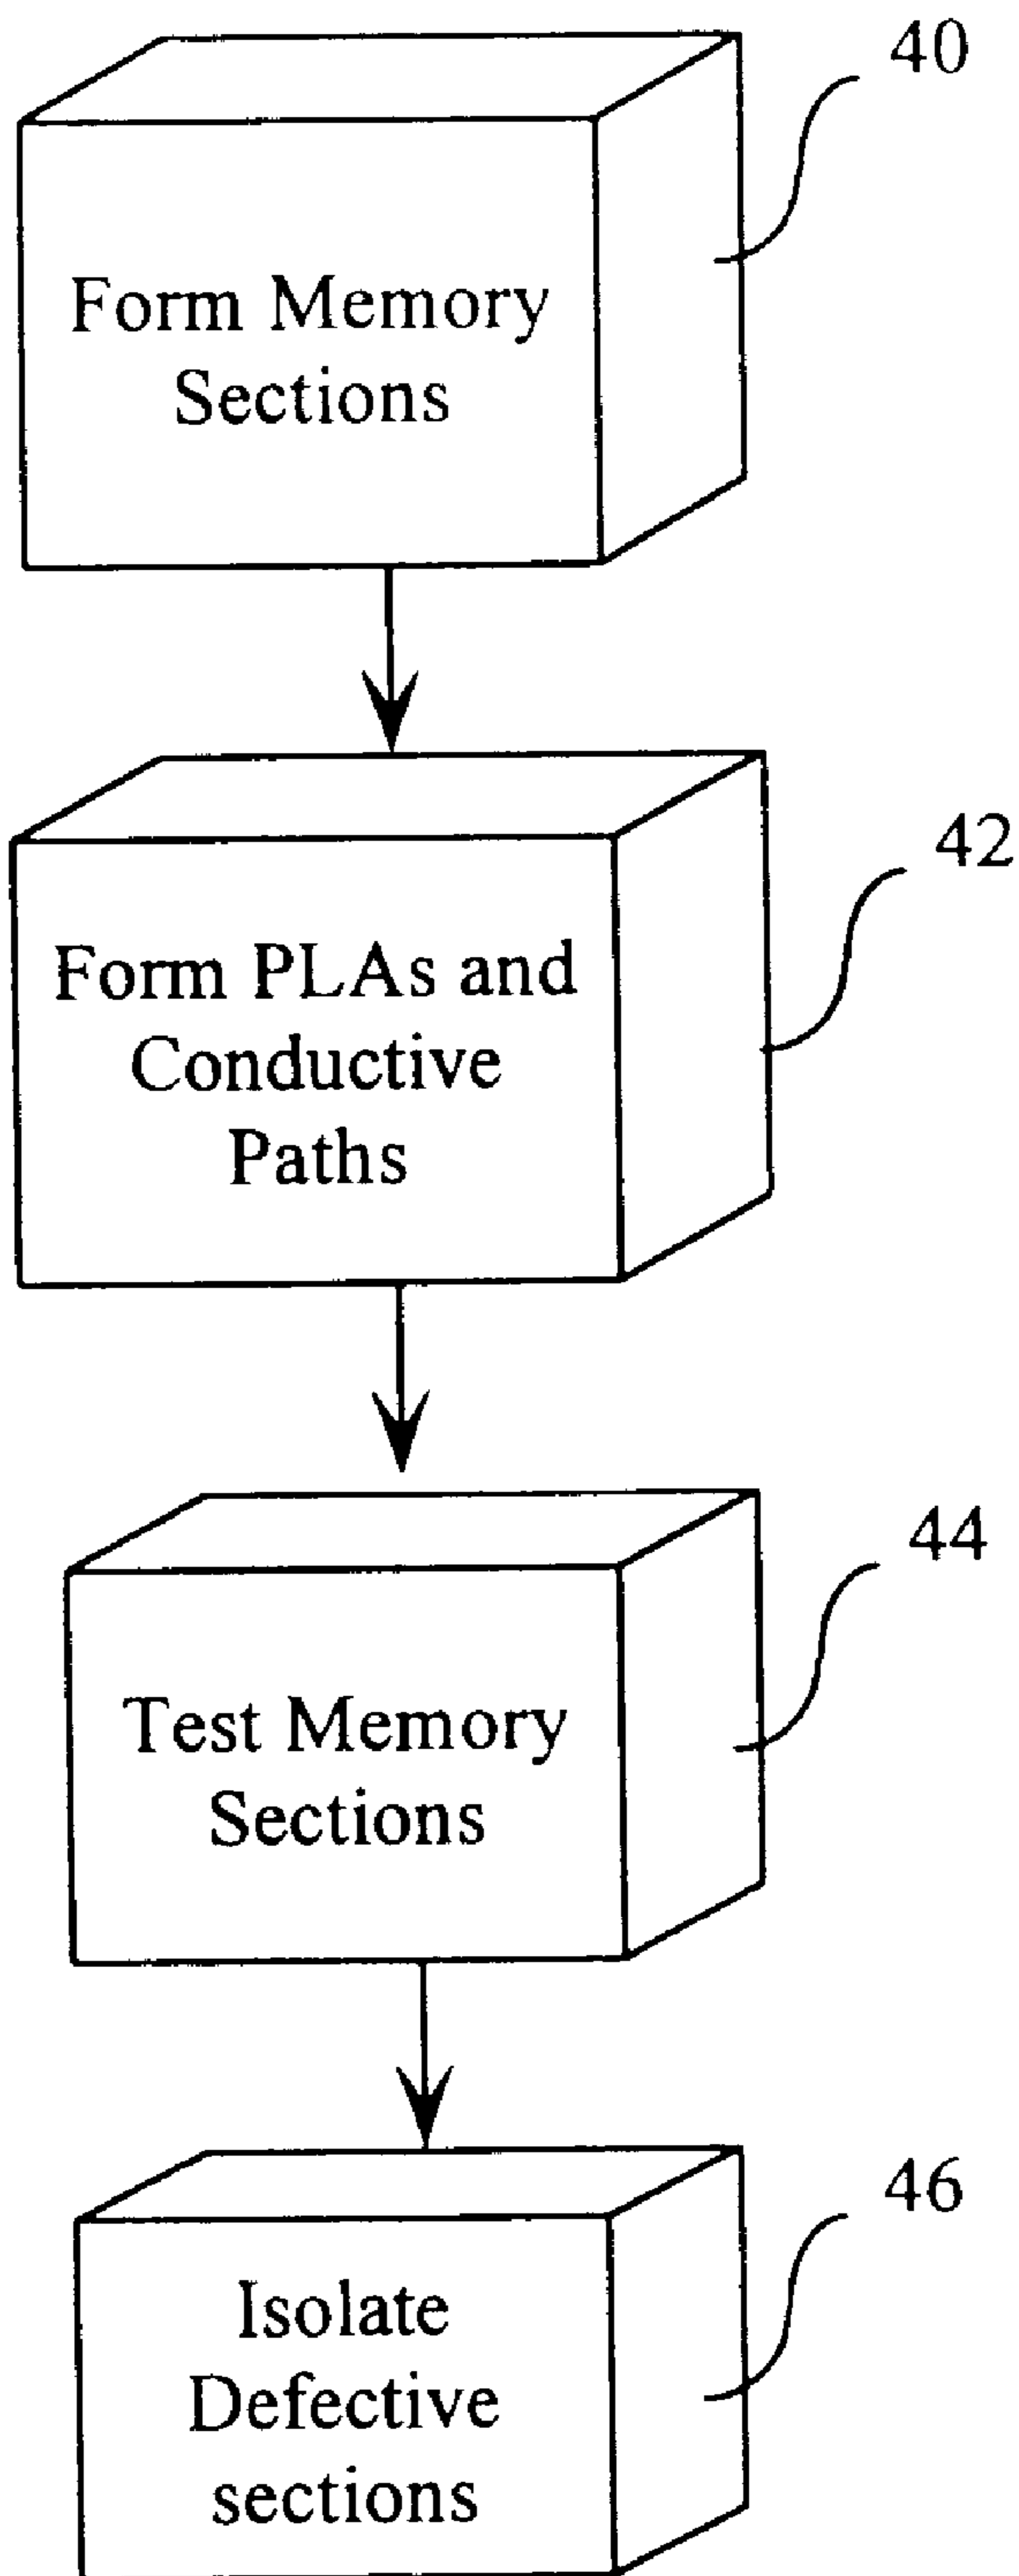 40
Form Memory
Sections
42
Form PLAs and
Conductive
Paths
44
Test Memory
Sections
46
Isolate
Defective
sections